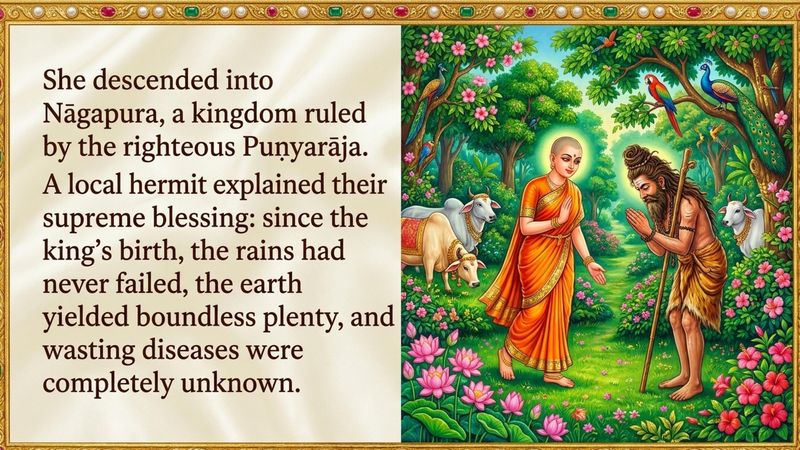 She descended into
Nāgapura, a kingdom ruled
by the righteous Puṇyarāja.
A local hermit explained their
supreme blessing: since the
king’s birth, the rains had
never failed, the earth
yielded boundless plenty, and
wasting diseases were
completely unknown.